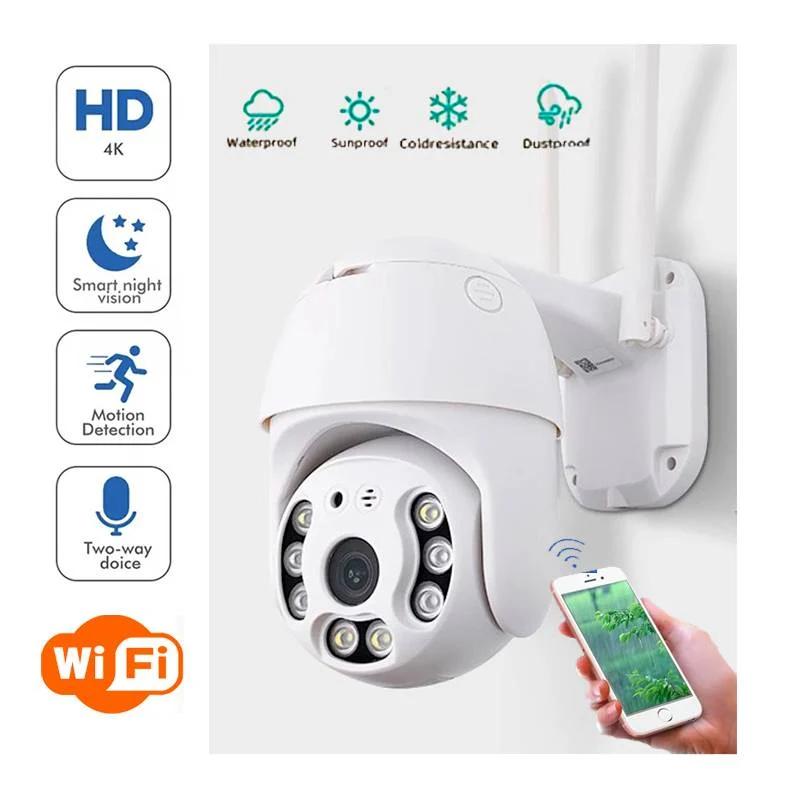 HD
4K
Smart night
vision
Motion
Detection
Two-way
doice
WiFi
Waterproof
Sunproof
Coldresistance
Dustproof